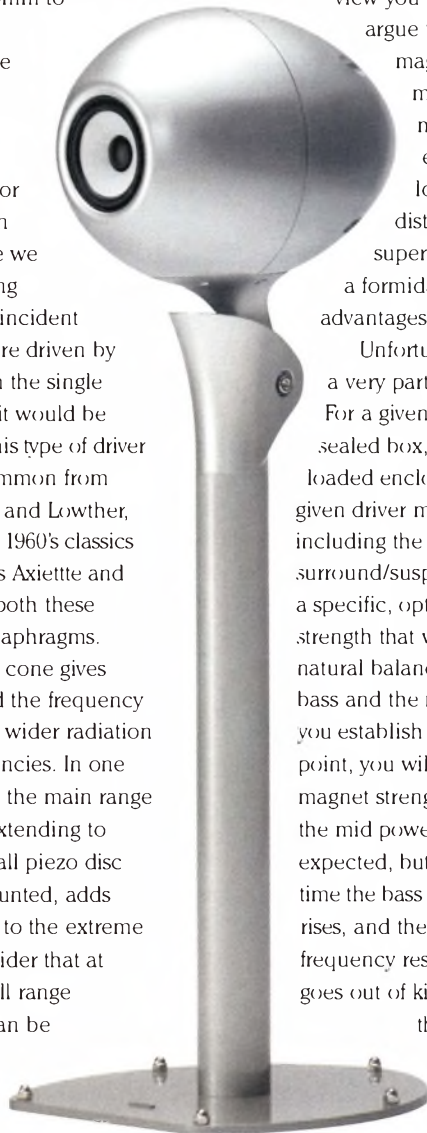 to
e
or
n
e we
ng
incident
re driven by
n the single
it would be
his type of driver
mmon from
and Lowther,
1960's classics
s Axiettte and
both these
aphragms.
cone gives
d the frequency
wider radiation
ncies. In one
the main range
xtending to
all piezo disc
unted, adds
to the extreme
ider that at
ll range
an be
view you
argue
mag
m
n
e
lo
dist
super
a formida
advantages
Unfortu
a very part
For a given
sealed box,
loaded enclo
given driver m
including the
surround/susp
a specific, opt
strength that
natural balanc
bass and the
you establish
point, you wil
magnet streng
the mid powe
expected, but
time the bass
rises, and the
frequency res
goes out of ki
th